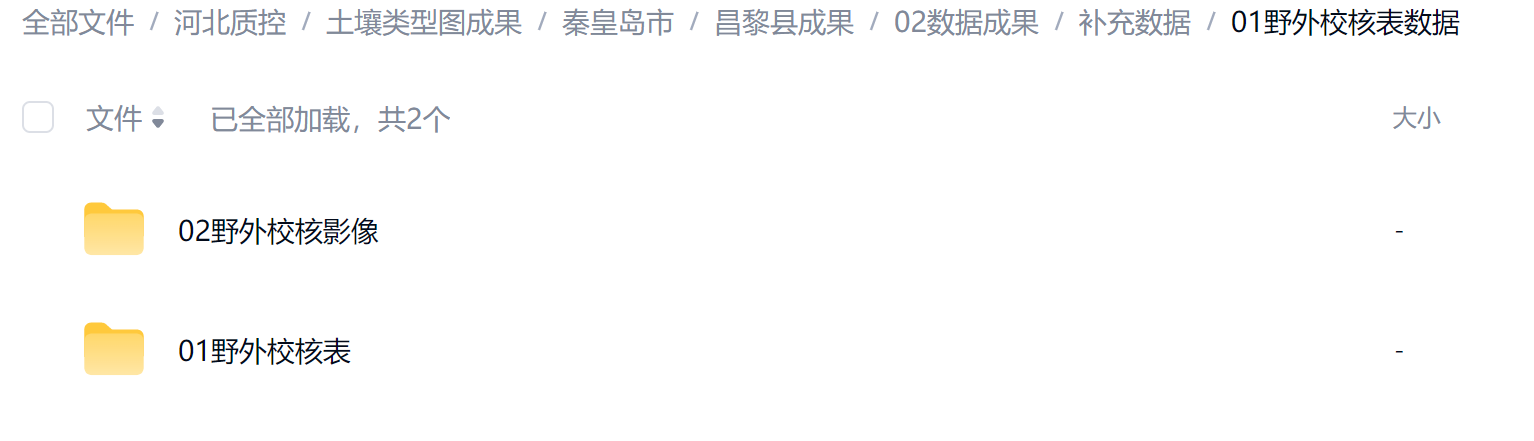 全部文件 / 河北质控 / 土壤类型图成果 / 秦皇岛市 / 昌黎县成果 / 02数据成果 / 补充数据 / 01野外校核表数据
文件 已全部加载，共2个 大小
02野外校核影像 -
01野外校核表 -